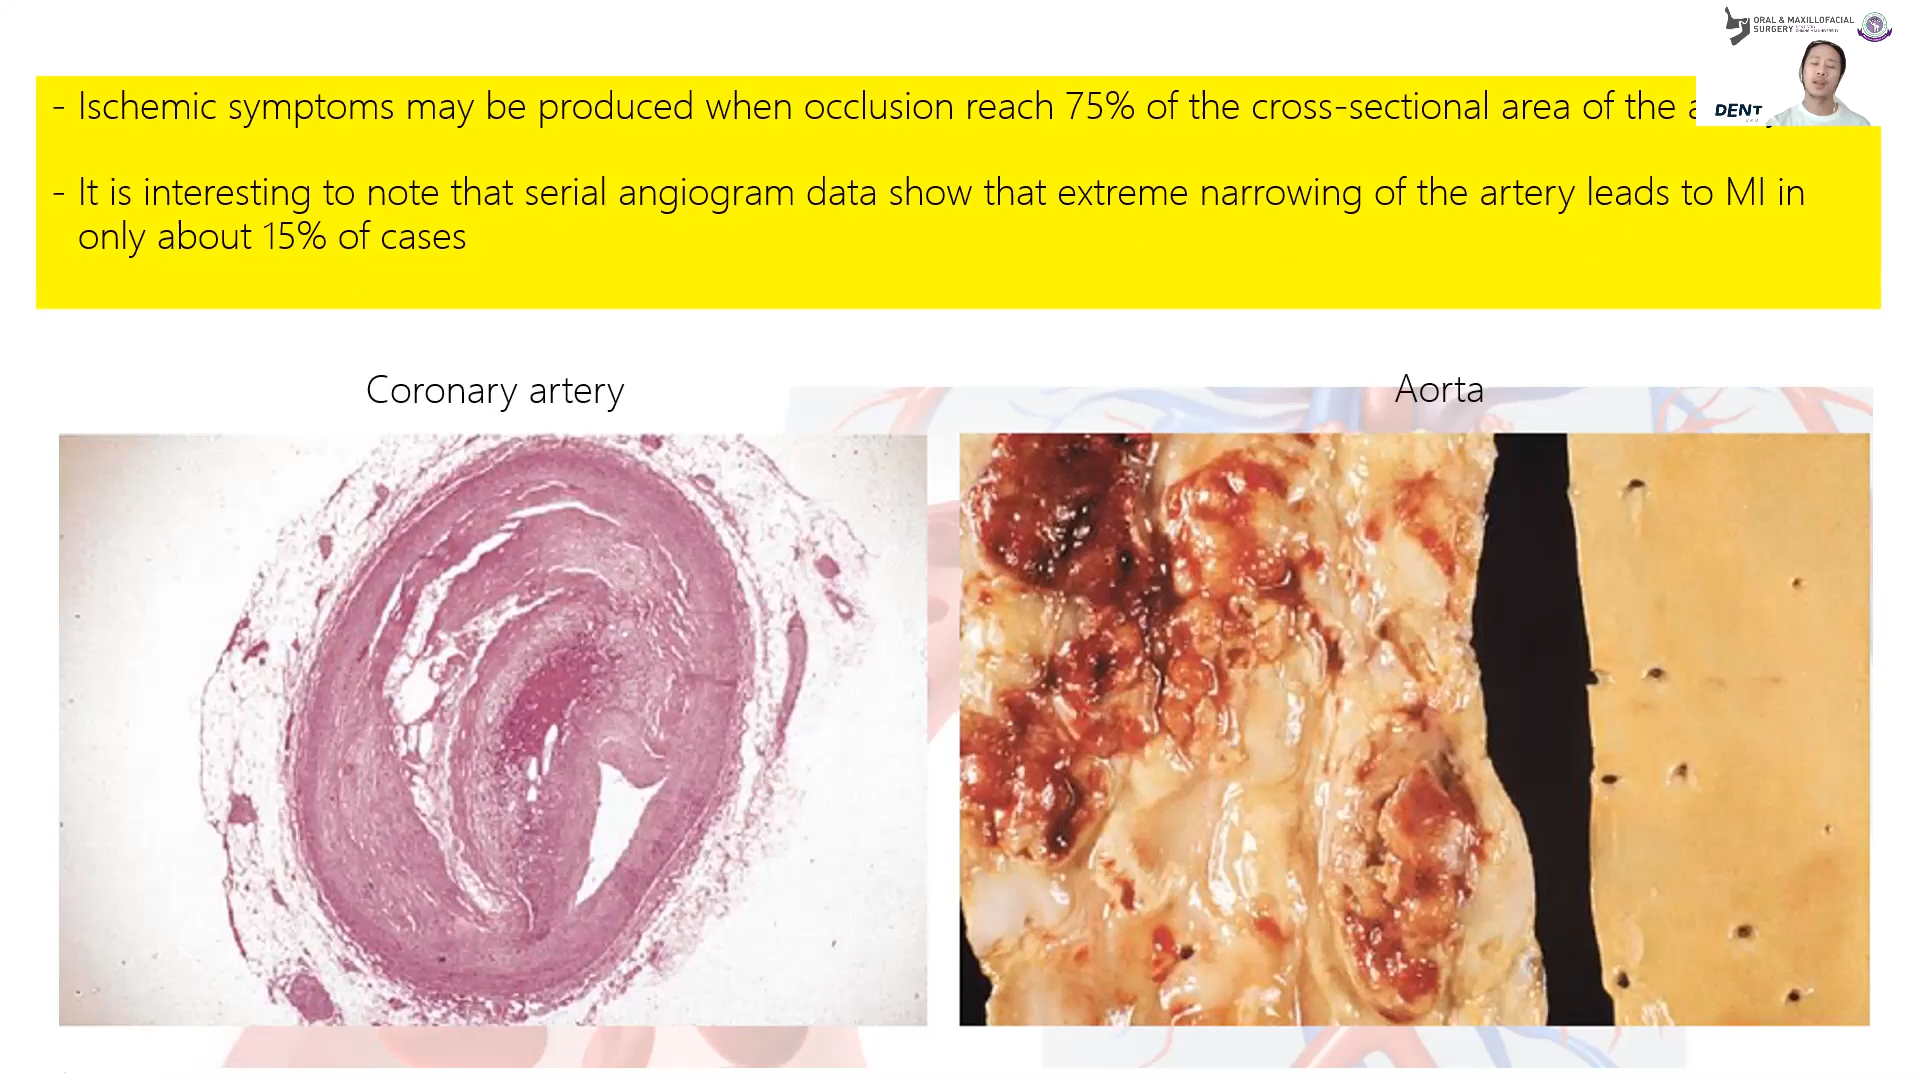 ORAL & MAXILLOFACIAL
SURGERY
- Ischemic symptoms may be produced when occlusion reach 75% of the cross-sectional area of the
DENT
- It is interesting to note that serial angiogram data show that extreme narrowing of the artery leads to MI in
only about 15% of cases
Coronary artery
Aorta